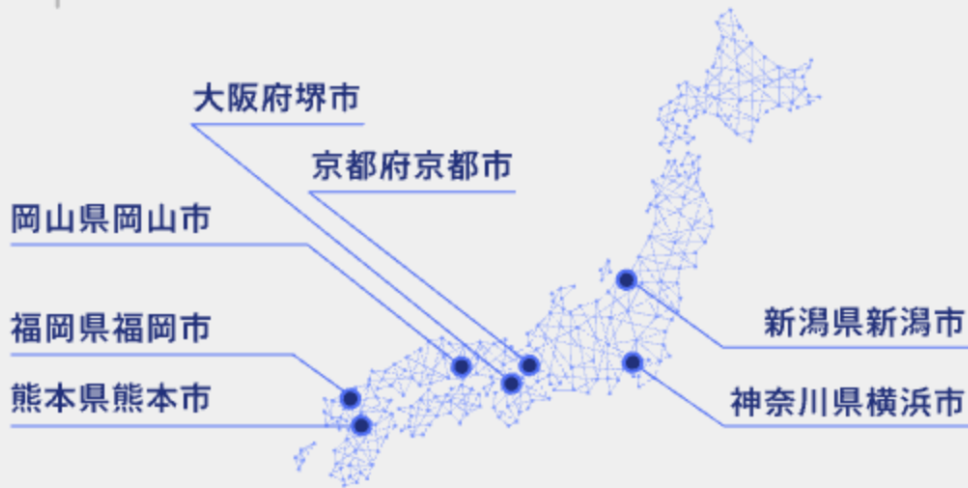 大阪府堺市
京都府京都市
岡山県岡山市
福岡県福岡市
熊本県熊本市
新潟県新潟市
神奈川県横浜市